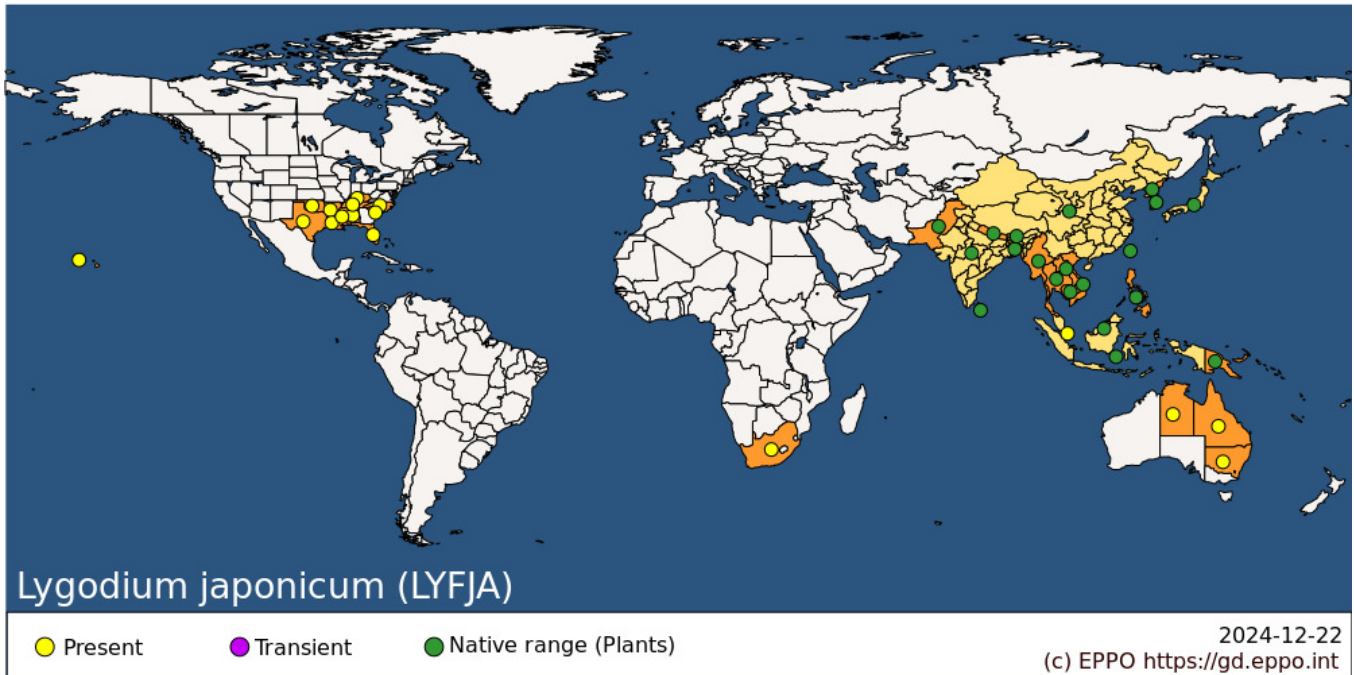 Lygodium japonicum (LYFJA)
Present
Transient
Native range (Plants)
2024-12-22
(c) EPPO https://gd.eppo.int